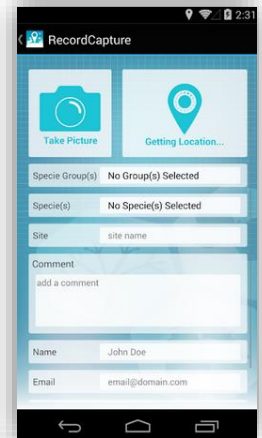 2:31
RecordCapture
Take Picture
Getting Location...
Specie Group(s) No Group(s) Selected
Specie(s) No Specie(s) Selected
Site site name
Comment
add a comment
Name John Doe
Email email@domain.com